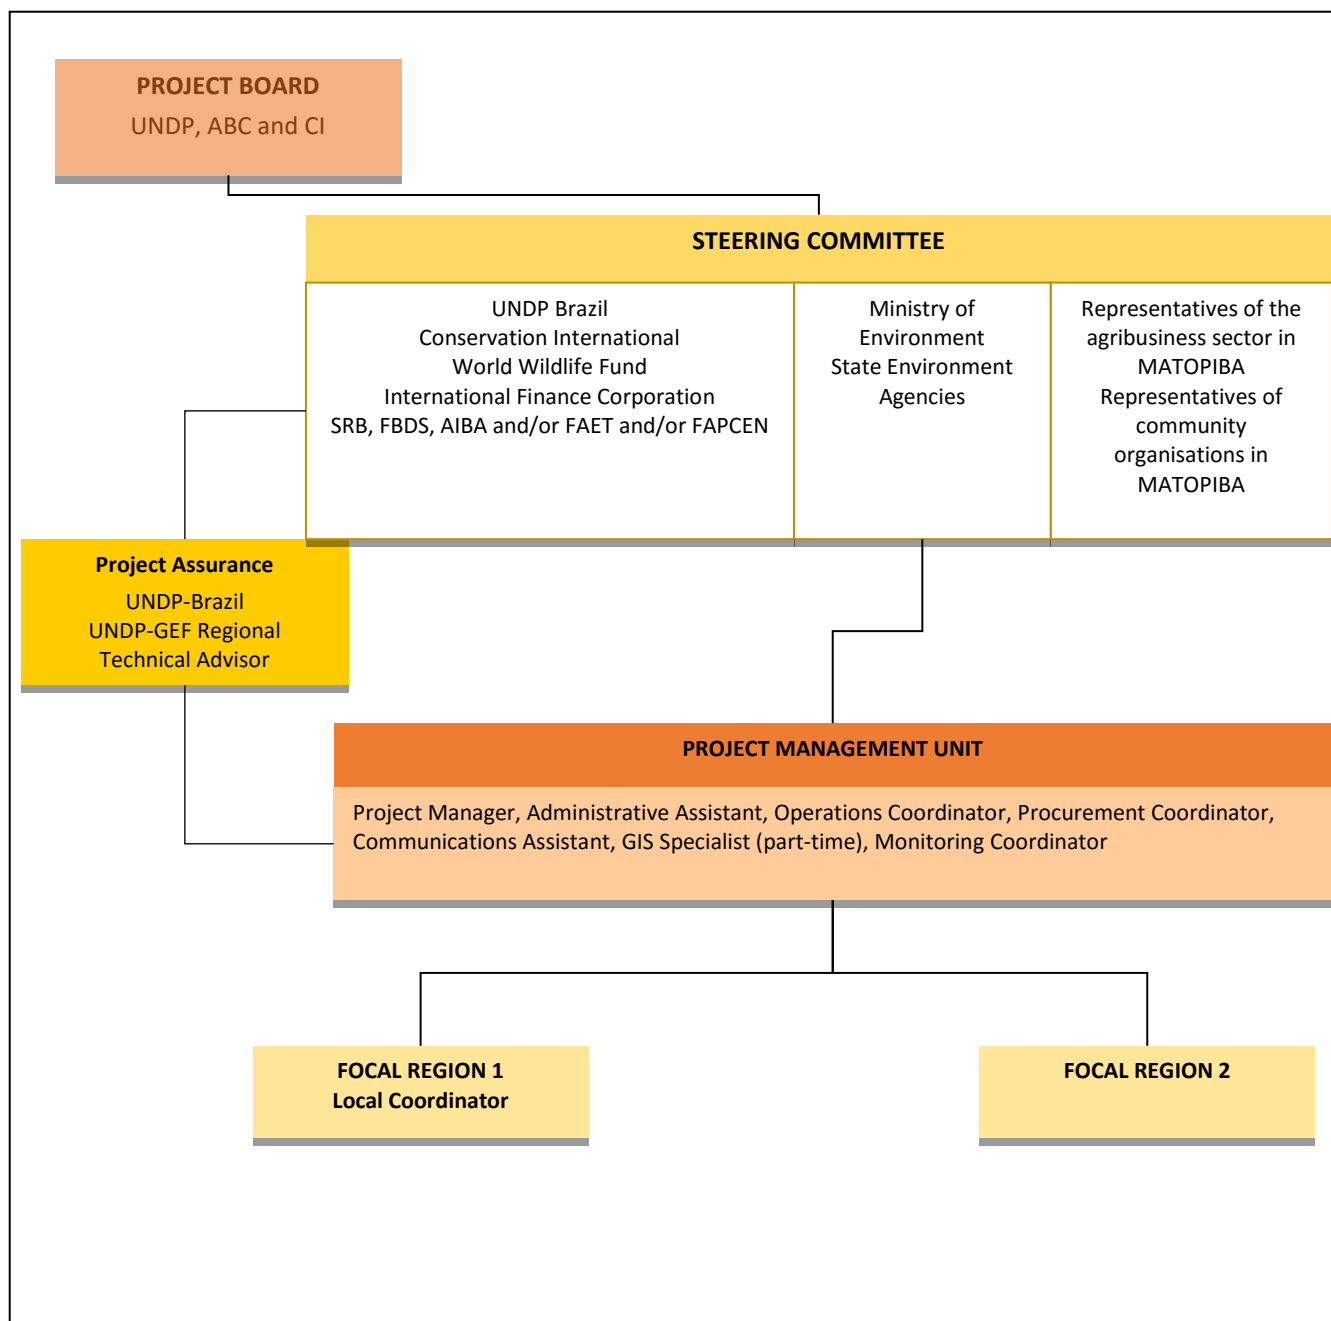 PROJECT BOARD
UNDP, ABC and CI
STEERING COMMITTEE
UNDP Brazil
Conservation International
World Wildlife Fund
International Finance Corporation
SRB, FBDS, AIBA and/or FAET and/or FAPCEN
Ministry of
Environment
State Environment
Agencies
Representatives of the
agribusiness sector in
MATOPIBA
Representatives of
community
organisations in
MATOPIBA
Project Assurance
UNDP-Brazil
UNDP-GEF Regional
Technical Advisor
PROJECT MANAGEMENT UNIT
Project Manager, Administrative Assistant, Operations Coordinator, Procurement Coordinator,
Communications Assistant, GIS Specialist (part-time), Monitoring Coordinator
FOCAL REGION 1
Local Coordinator
FOCAL REGION 2